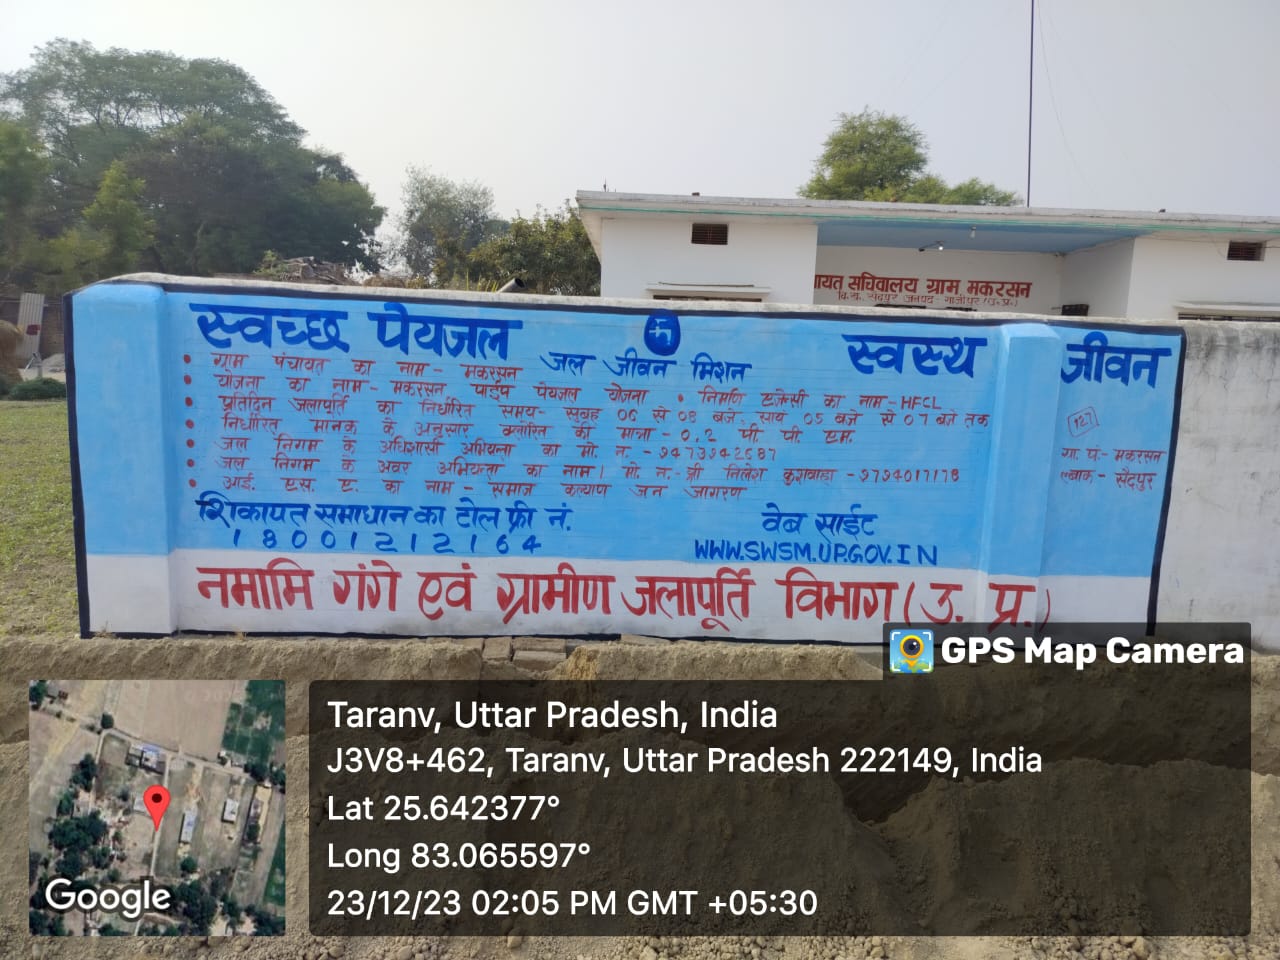 स्वच्छ पेयजल स्वस्थ जीवन
जल जीवन मिशन
• ग्राम पंचायत का नाम - मकरसन
• योजना का नाम - मकरसन पाईप पेयजल योजना • निर्माण एजेन्सी का नाम - HFCL
• प्रतिदिन जलापूर्ति का निर्धारित समय - सुबह 06 से 08 बजे, सायं 05 बजे से 07 बजे तक
• निर्धारित मानक के अनुसार क्लोरिन की मात्रा - 0.2 पी पी एम.
• जल निगम के अधिशासी अभियन्ता का मो. न. - 9473942687
• जल निगम के अवर अभियन्ता का नाम। मो. न. - श्री निलेश कुशवाहा - 9794017178
• आई. एस. ए. का नाम - समाज कल्याण जन जागरण
127
ग्रा. पं.- मकरसन
ब्लाक - सैदपुर
शिकायत समाधान का टोल फ्री नं.
18001212164
वेब साईट
WWW.SWSM.UP.GOV.IN
नमामि गंगे एवं ग्रामीण जलापूर्ति विभाग (उ. प्र.)
यायत सचिवालय ग्राम, मकरसन
वि.ख. सैदपुर जनपद - गाजीपुर (उ.प्र.)
GPS Map Camera
Taranv, Uttar Pradesh, India
J3V8+462, Taranv, Uttar Pradesh 222149, India
Lat 25.642377°
Long 83.065597°
23/12/23 02:05 PM GMT +05:30
Google